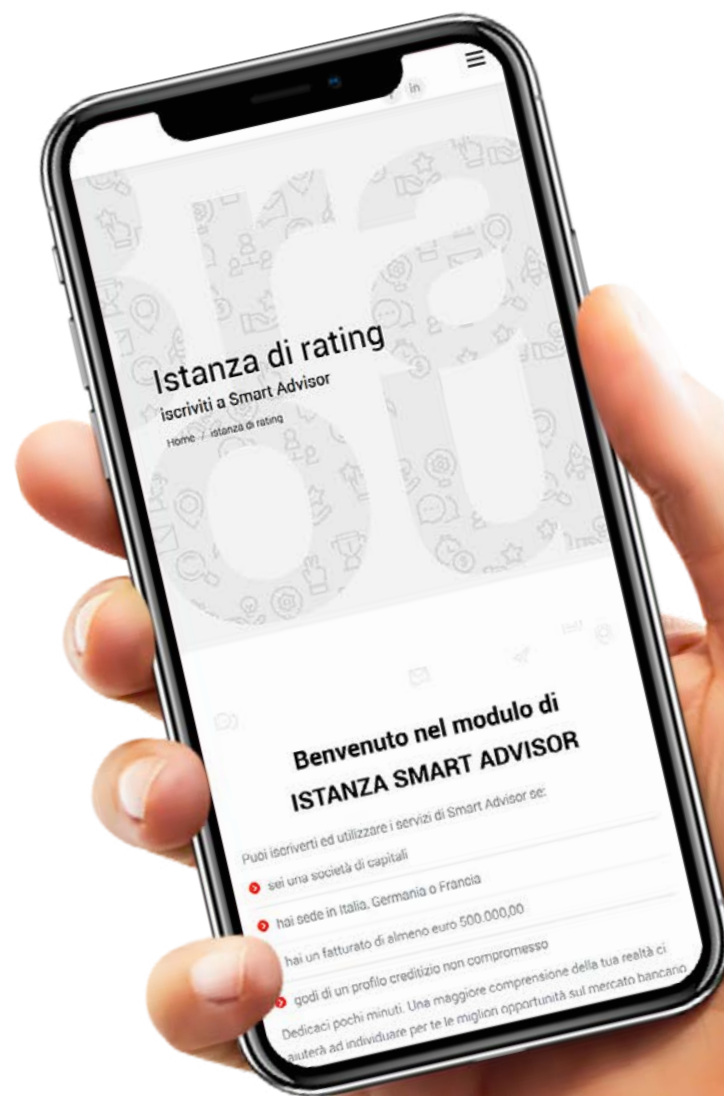 in
Bra
ou
Istanza di rating
iscriviti a Smart Advisor
Home / istanza di rating
Benvenuto nel modulo di
ISTANZA SMART ADVISOR
Puoi iscriverti ed utilizzare i servizi di Smart Advisor se:
sei una società di capitali
hai sede in Italia, Germania o Francia
hai un fatturato di almeno euro 500.000,00
godi di un profilo creditizio non compromesso
Dedicaci pochi minuti. Una maggiore comprensione della tua realtà ci
aiuterà ad individuare per te le migliori opportunità sul mercato bancario